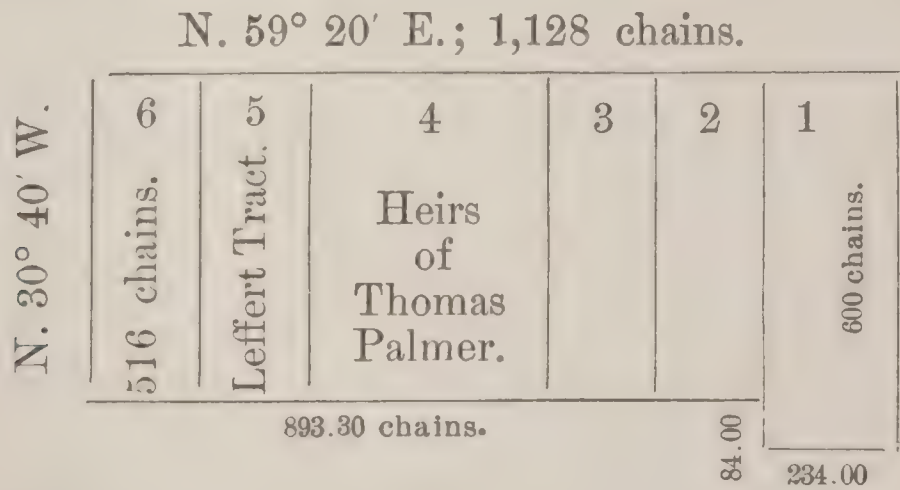 N. 59° 20′ E.; 1,128 chains.
N. 30° 40′ W.
6
516 chains.
5
Leffert Tract.
4
Heirs
of
Thomas
Palmer.
3
2
1
600 chains.
893.30 chains.
84.00
234.00